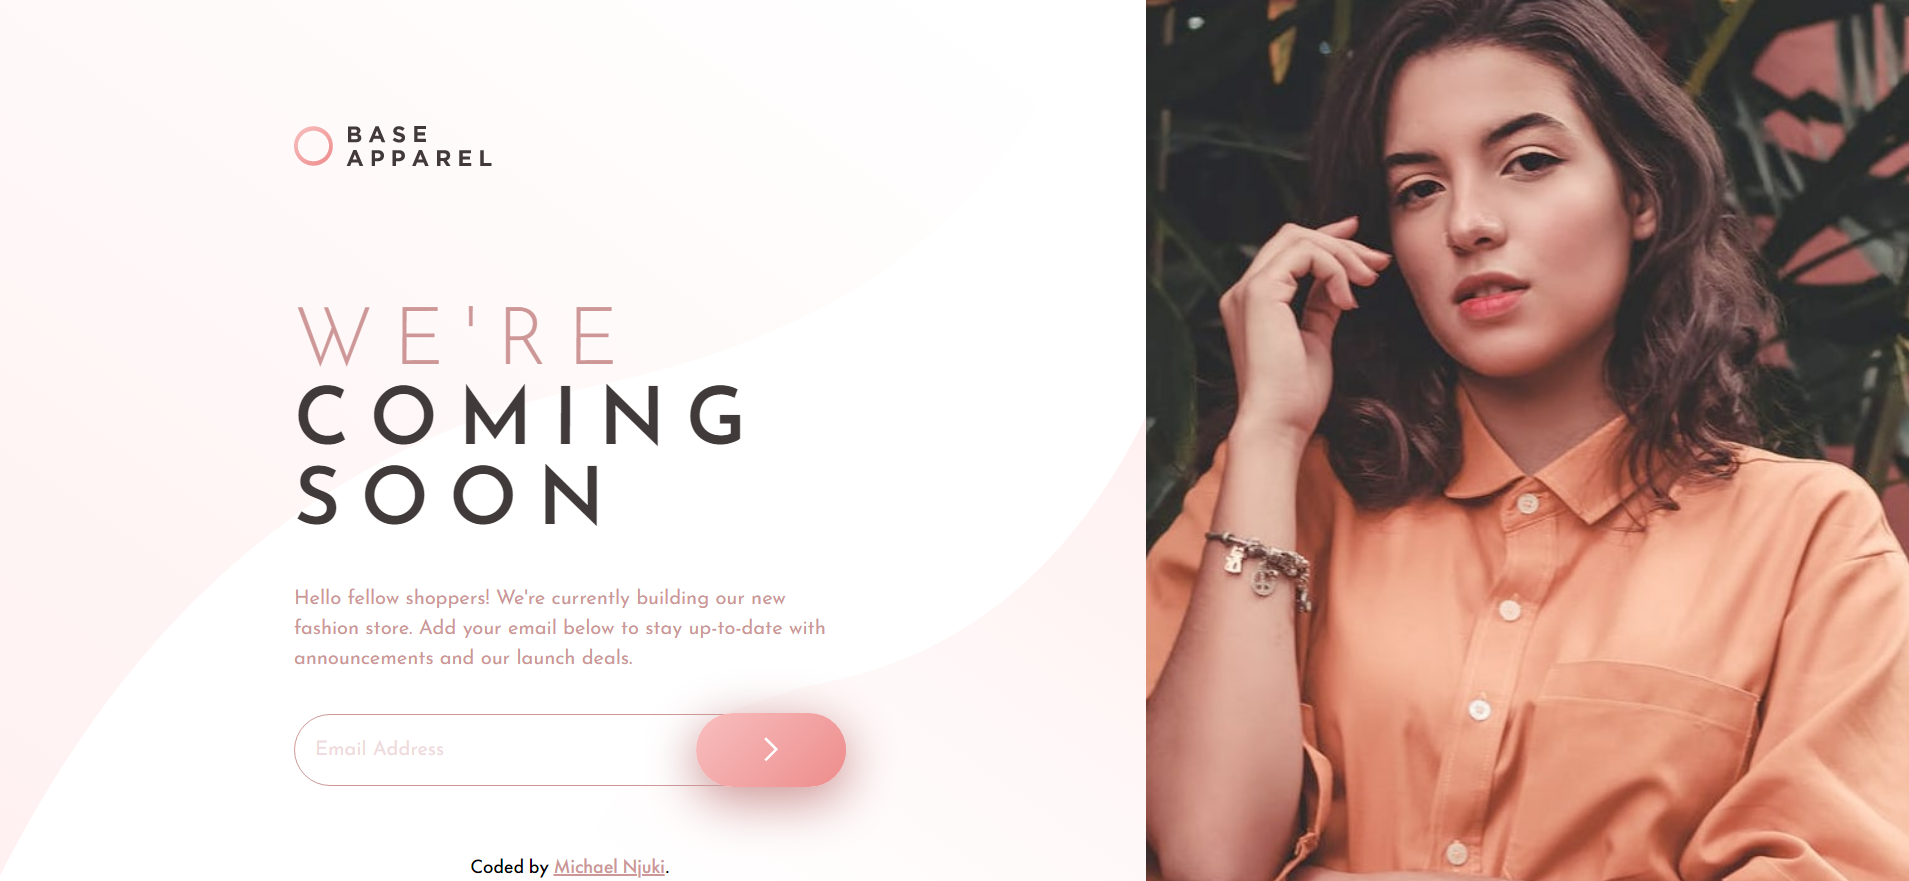 BASE
APPAREL
WE'RE
COMING
SOON
Hello fellow shoppers! We're currently building our new
fashion store. Add your email below to stay up-to-date with
announcements and our launch deals.
Email Address
Coded by Michael Njuki.